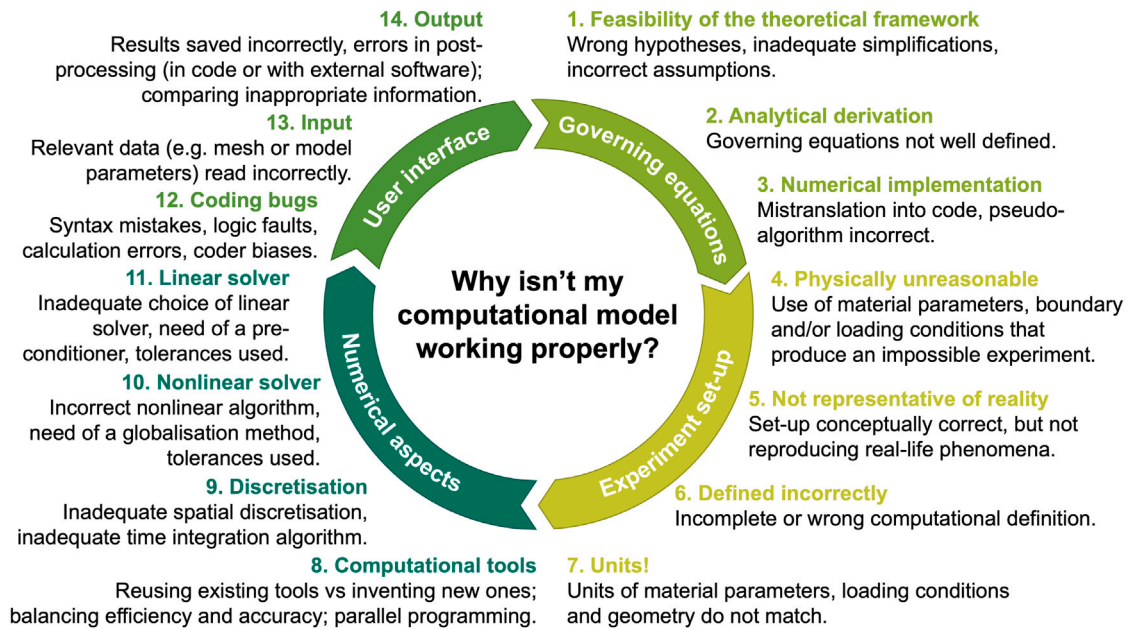 1. Feasibility of the theoretical framework
Wrong hypotheses, inadequate simplifications,
incorrect assumptions.
2. Analytical derivation
Governing equations not well defined.
3. Numerical implementation
Mistranslation into code, pseudo-
algorithm incorrect.
4. Physically unreasonable
Use of material parameters, boundary
and/or loading conditions that
produce an impossible experiment.
5. Not representative of reality
Set-up conceptually correct, but not
reproducing real-life phenomena.
6. Defined incorrectly
Incomplete or wrong computational definition.
7. Units!
Units of material parameters, loading conditions
and geometry do not match.
8. Computational tools
Reusing existing tools vs inventing new ones;
balancing efficiency and accuracy; parallel programming.
9. Discretisation
Inadequate spatial discretisation,
inadequate time integration algorithm.
10. Nonlinear solver
Incorrect nonlinear algorithm,
need of a globalisation method,
tolerances used.
11. Linear solver
Inadequate choice of linear
solver, need of a pre-
conditioner, tolerances used.
12. Coding bugs
Syntax mistakes, logic faults,
calculation errors, coder biases.
13. Input
Relevant data (e.g. mesh or model
parameters) read incorrectly.
14. Output
Results saved incorrectly, errors in post-
processing (in code or with external software);
comparing inappropriate information.
Governing equations
Experiment set-up
Numerical aspects
User interface
Why isn't my
computational model
working properly?